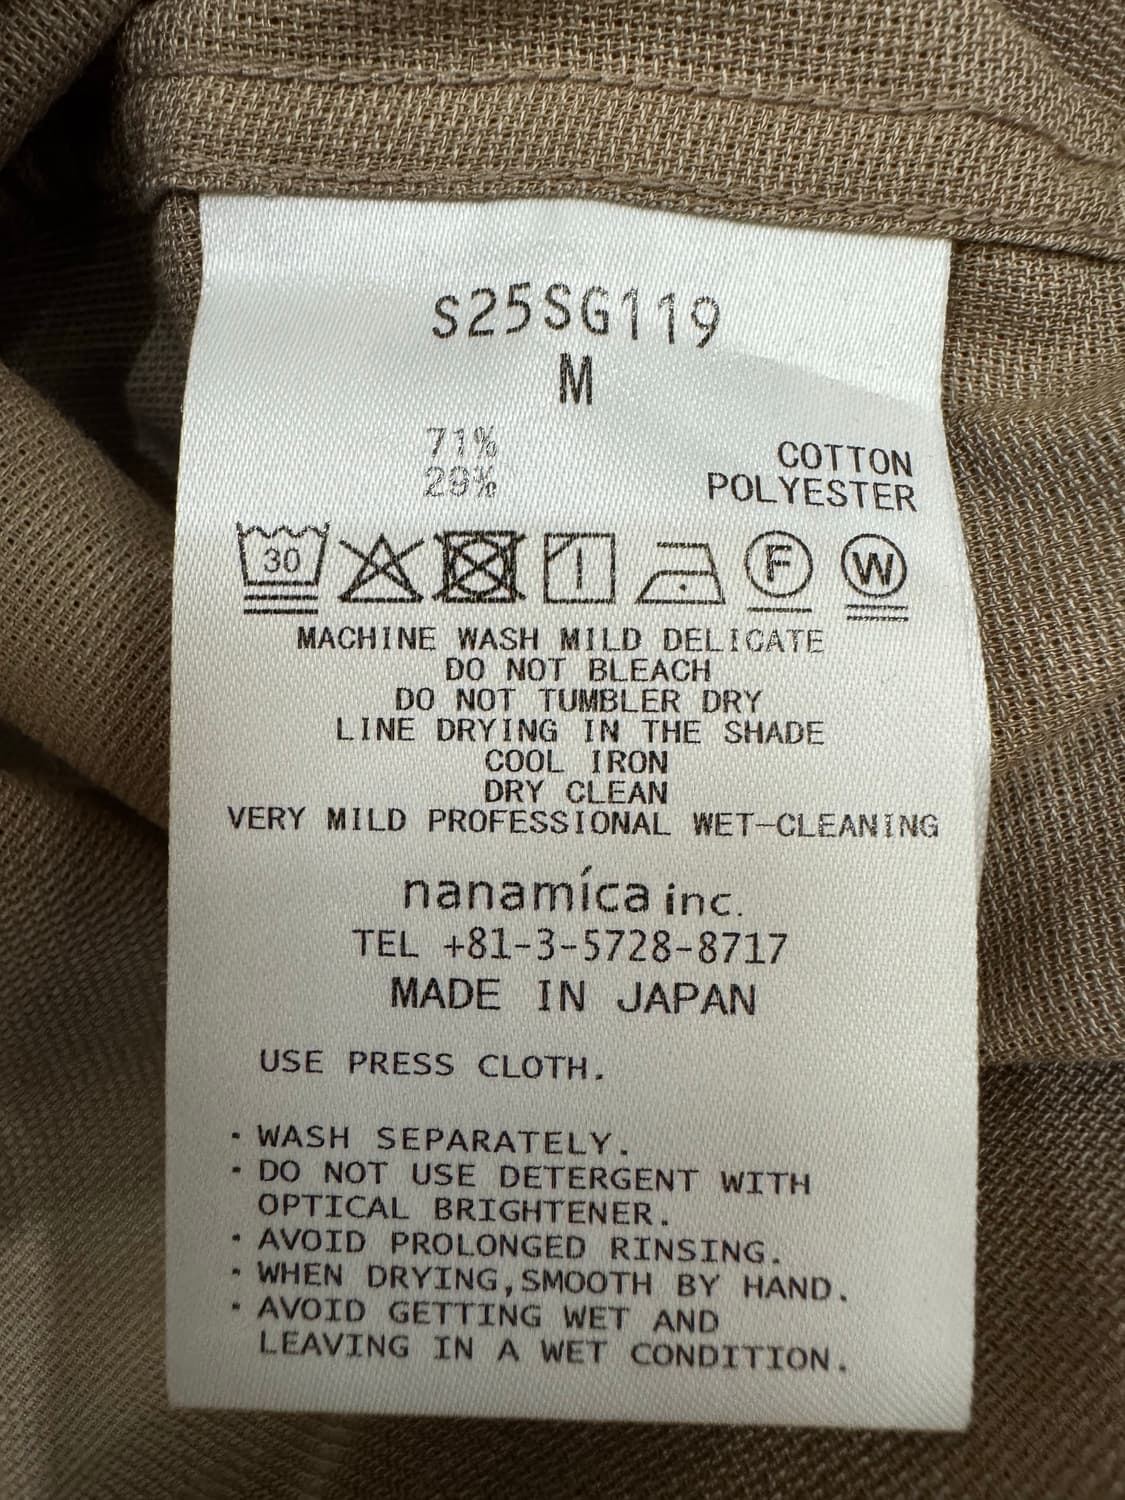 S25SG119
M
71% COTTON
29% POLYESTER
30 F W
MACHINE WASH MILD DELICATE
DO NOT BLEACH
DO NOT TUMBLER DRY
LINE DRYING IN THE SHADE
COOL IRON
DRY CLEAN
VERY MILD PROFESSIONAL WET-CLEANING
nanamíca inc.
TEL +81-3-5728-8717
MADE IN JAPAN
USE PRESS CLOTH.
・WASH SEPARATELY.
・DO NOT USE DETERGENT WITH
OPTICAL BRIGHTENER.
・AVOID PROLONGED RINSING.
・WHEN DRYING,SMOOTH BY HAND.
・AVOID GETTING WET AND
LEAVING IN A WET CONDITION.